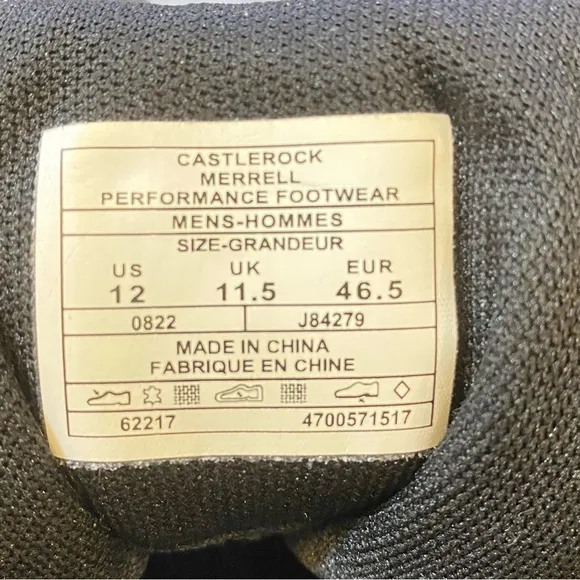 CASTLEROCK
MERRELL
PERFORMANCE FOOTWEAR
MENS-HOMMES
SIZE-GRANDEUR
US UK EUR
12 11.5 46.5
0822 J84279
MADE IN CHINA
FABRIQUE EN CHINE
62217 4700571517